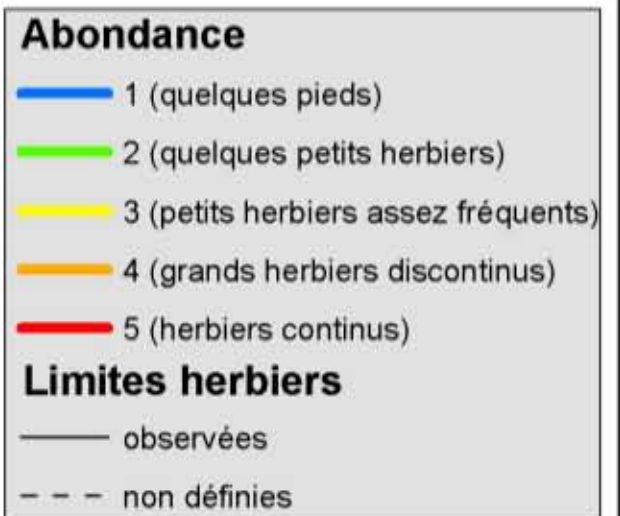 Abondance
1 (quelques pieds)
2 (quelques petits herbiers)
3 (petits herbiers assez fréquents)
4 (grands herbiers discontinus)
5 (herbiers continus)
Limites herbiers
observées
non définies